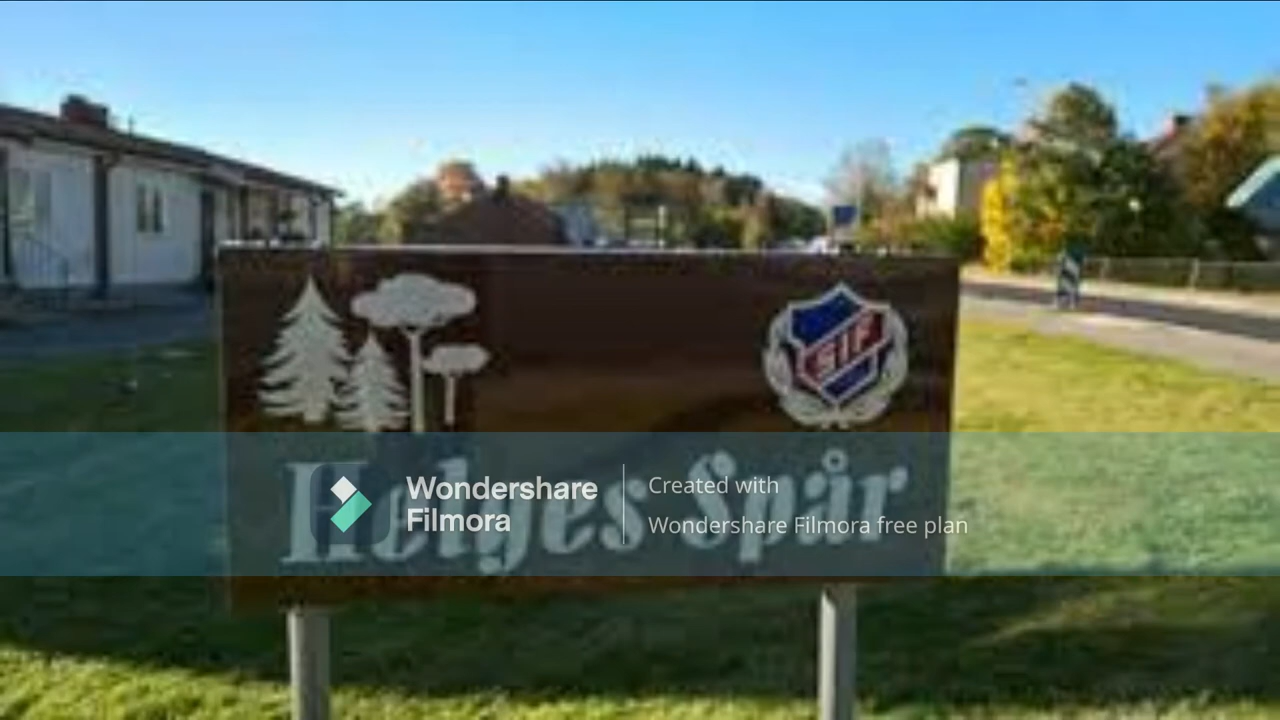 SIF
Helges Spår
Wondershare
Filmora
Created with
Wondershare Filmora free plan